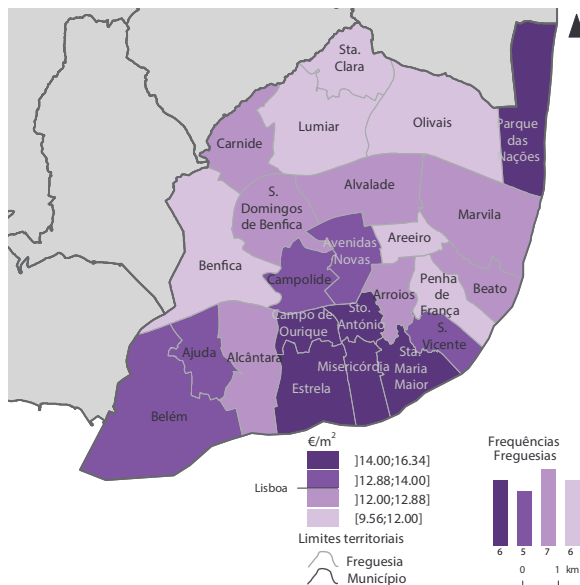 Sta.
Clara
Lumiar
Olivais
Carnide
Parque
das
Nações
Alvalade
S.
Domingos
de Benfica
Marvila
Avenidas
Novas
Areeiro
Benfica
Campolide
Penha
de
França
Beato
Arroios
Campo de
Ourique
Sto.
António
S.
Vicente
Ajuda
Alcântara
Misericórdia
Sta.
Maria
Maior
Estrela
Belém
€/m²
]14.00;16.34]
]12.88;14.00]
]12.00;12.88]
[9.56;12.00]
Lisboa
Limites territoriais
Freguesia
Município
Frequências
Freguesias
6 5 7 6
0 1 km